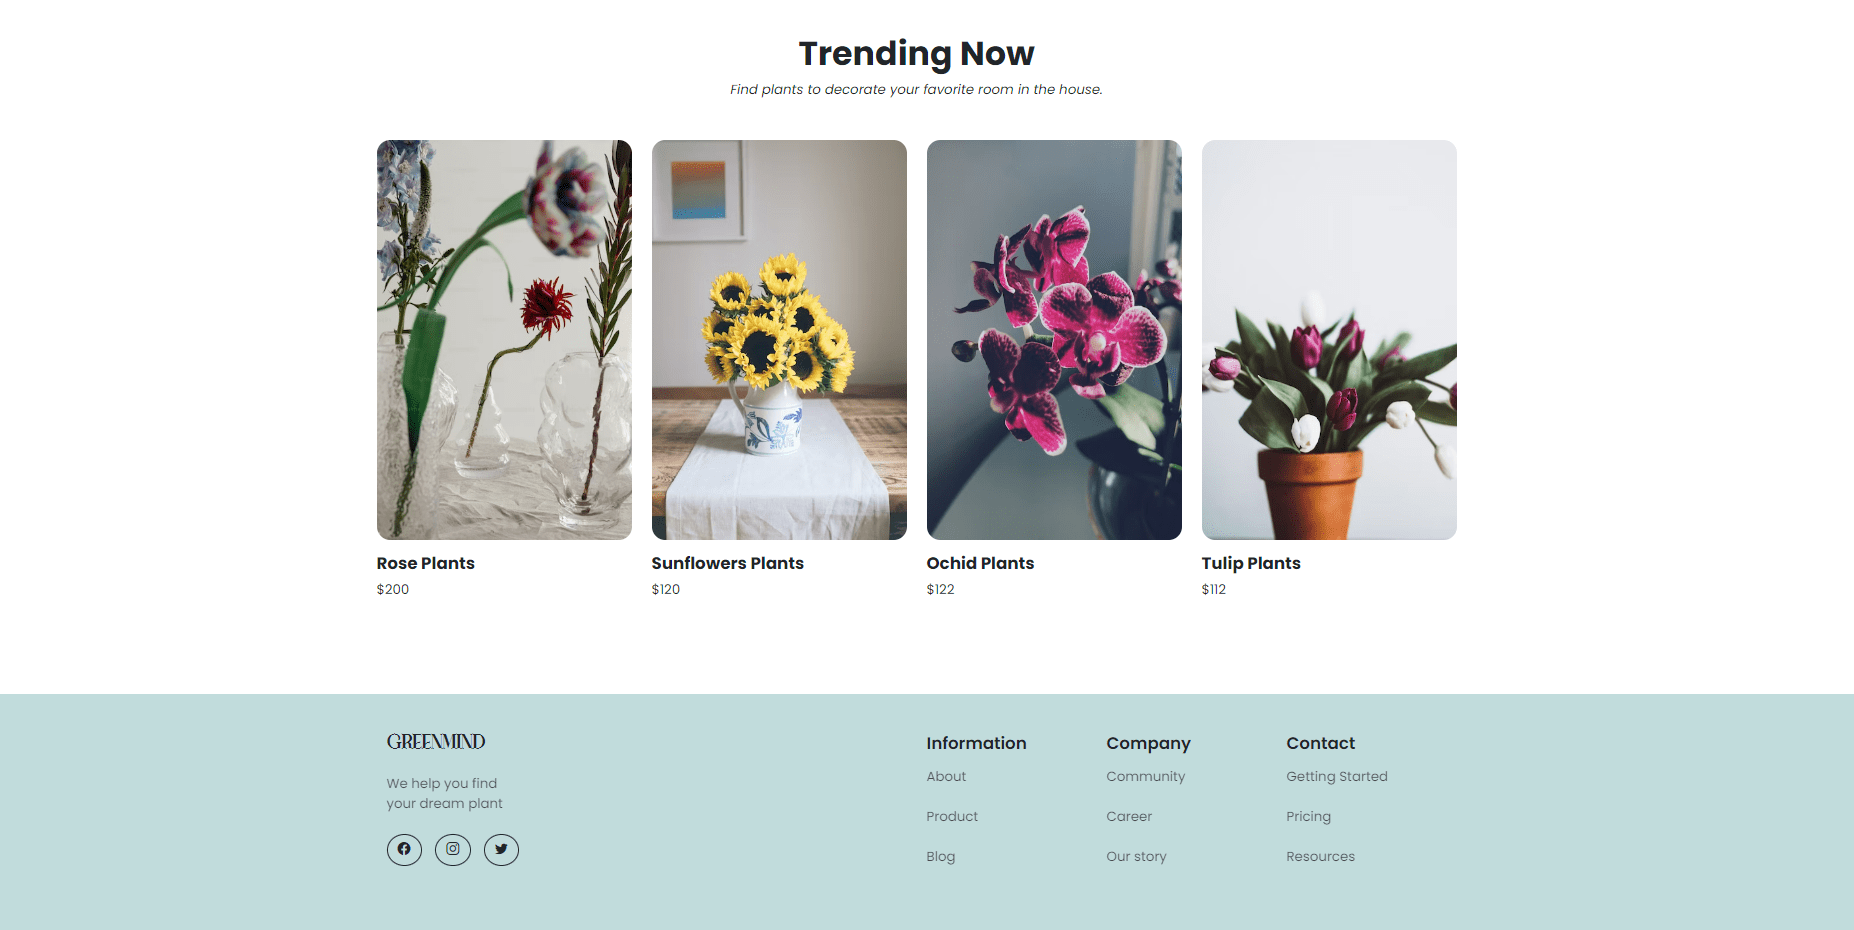 Trending Now
Find plants to decorate your favorite room in the house.
Rose Plants
$200
Sunflowers Plants
$120
Ochid Plants
$122
Tulip Plants
$112
GREENMIND
We help you find
your dream plant
Information
About
Product
Blog
Company
Community
Career
Our story
Contact
Getting Started
Pricing
Resources